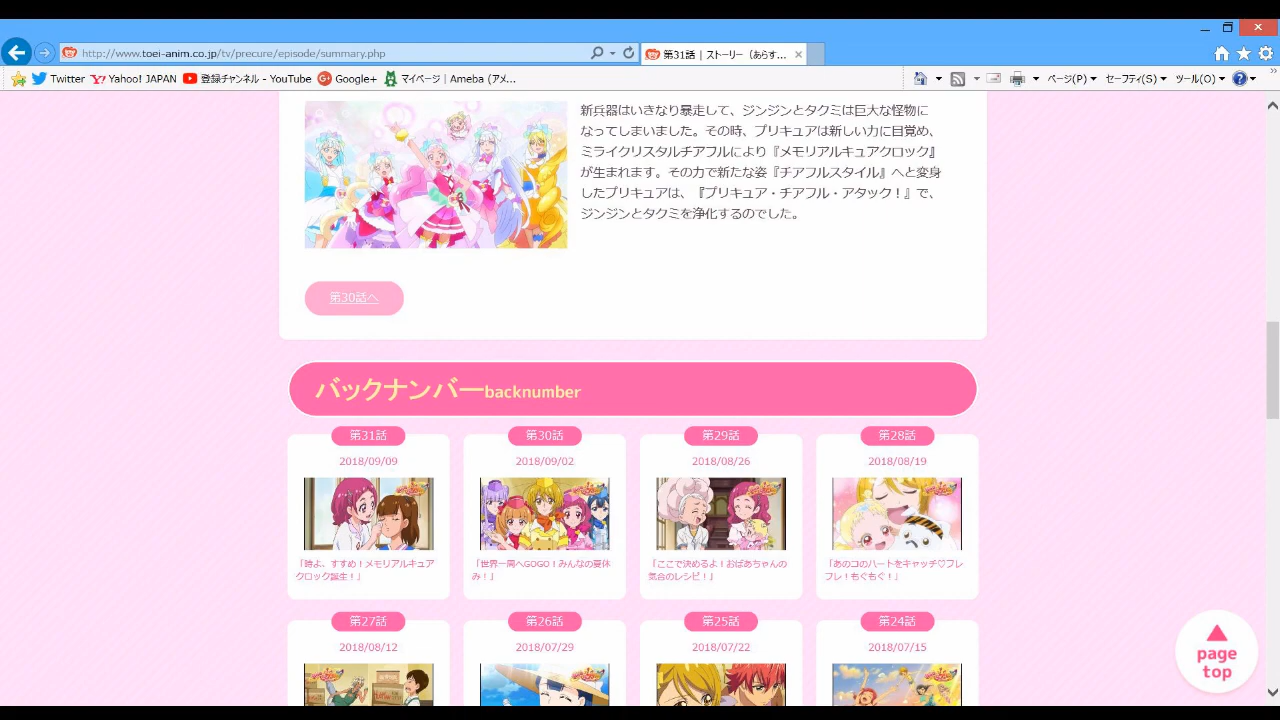 http://www.toei-anim.co.jp/tv/precure/episode/summary.php
第31話 | ストーリー（あらす...
Twitter
Yahoo! JAPAN
登録チャンネル - YouTube
Google+
マイページ | Ameba (アメ...
ページ(P)
セーフティ(S)
ツール(O)
新兵器はいきなり暴走して、ジンジンとタクミは巨大な怪物に
なってしまいました。その時、プリキュアは新しい力に目覚め、
ミライクリスタルチアフルにより『メモリアルキュアクロック』
が生まれます。その力で新たな姿『チアフルスタイル』へと変身
したプリキュアは、『プリキュア・チアフル・アタック！』で、
ジンジンとタクミを浄化するのでした。
第30話へ
バックナンバーbacknumber
第31話
2018/09/09
「時よ、すすめ！メモリアルキュア
クロック誕生！」
第30話
2018/09/02
「世界一周へGOGO！みんなの夏休
み！」
第29話
2018/08/26
「ここで決めるよ！おばあちゃんの
気合のレシピ！」
第28話
2018/08/19
「あのコのハートをキャッチ♡フレ
フレ！もぐもぐ！」
第27話
2018/08/12
第26話
2018/07/29
第25話
2018/07/22
第24話
2018/07/15
page
top